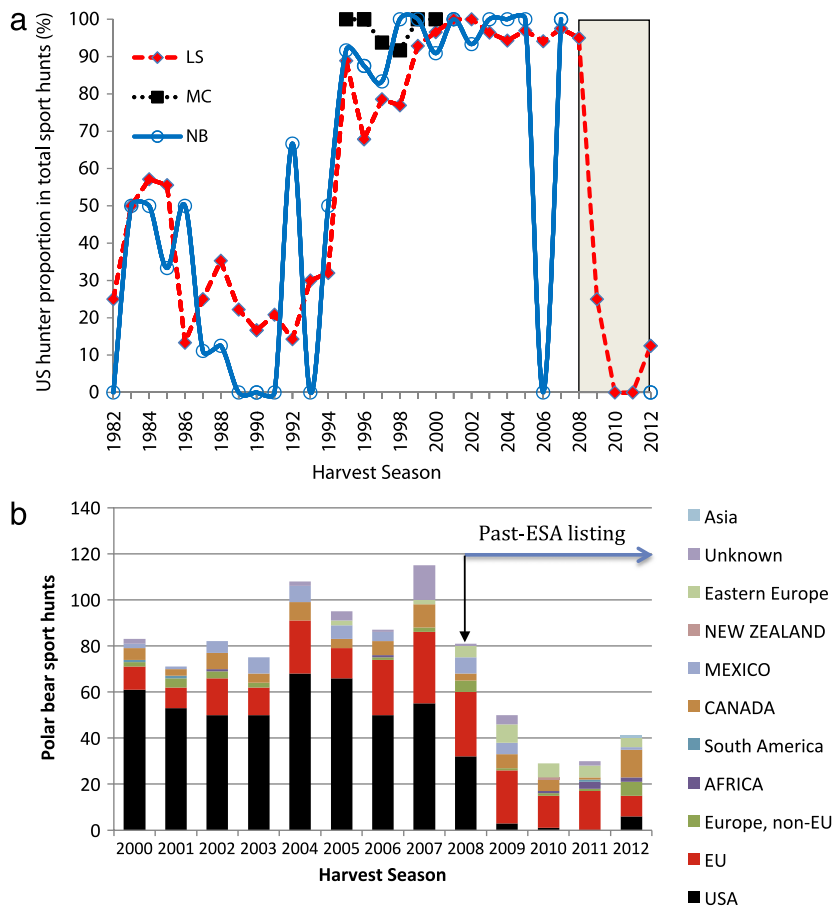 a
US hunter proportion in total sport hunts (%)
100
90
80
70
60
50
40
30
20
10
0
LS
MC
NB
1982
1984
1986
1988
1990
1992
1994
1996
1998
2000
2002
2004
2006
2008
2010
2012
Harvest Season
b
Polar bear sport hunts
140
120
100
80
60
40
20
0
Past-ESA listing
2000 2001 2002 2003 2004 2005 2006 2007 2008 2009 2010 2011 2012
Harvest Season
Asia
Unknown
Eastern Europe
NEW ZEALAND
MEXICO
CANADA
South America
AFRICA
Europe, non-EU
EU
USA